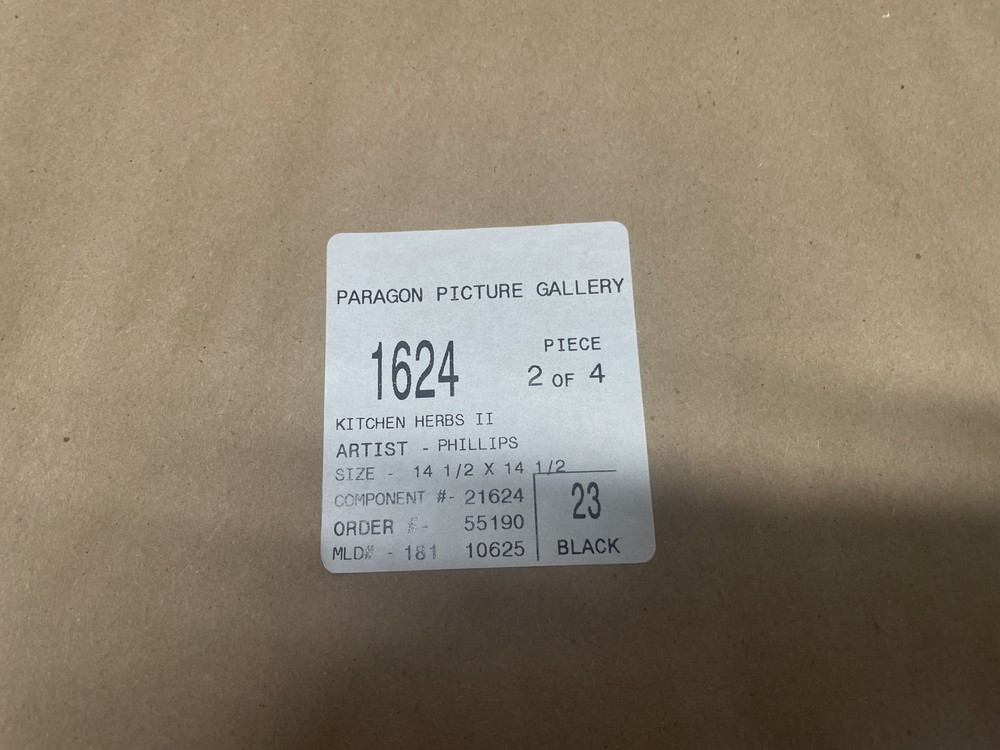 PARAGON PICTURE GALLERY
1624
PIECE
2 OF 4
KITCHEN HERBS II
ARTIST - PHILLIPS
SIZE - 14 1/2 X 14 1/2
COMPONENT #- 21624
ORDER #- 55190
MLD# - 181 10625
23
BLACK